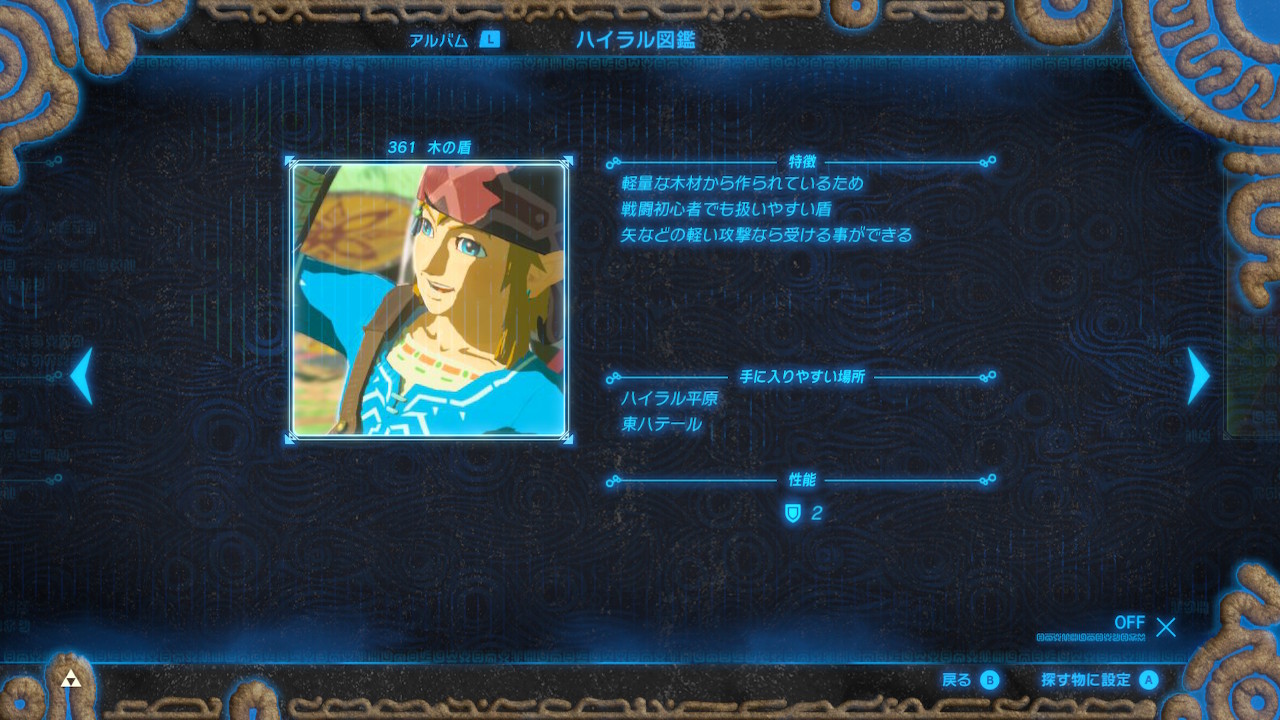 アルバム L
ハイラル図鑑
361 木の盾
特徴
軽量な木材から作られているため
戦闘初心者でも扱いやすい盾
矢などの軽い攻撃なら受ける事ができる
手に入りやすい場所
ハイラル平原
東ハテール
性能
2
OFF
戻る B 探す物に設定 A